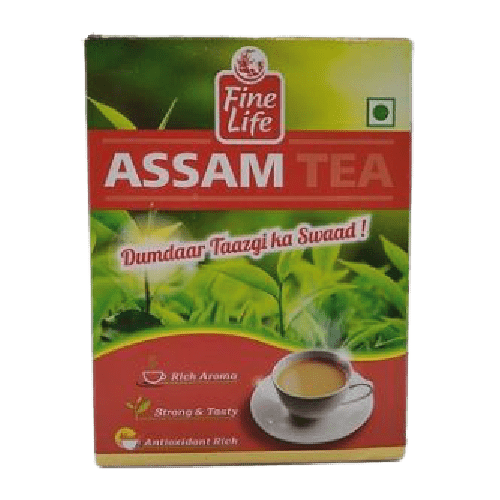 Fine
Life
ASSAM TEA
Dumdaar Taazgi ka Swaad !
Rich Aroma
Strong & Tasty
Antioxidant Rich